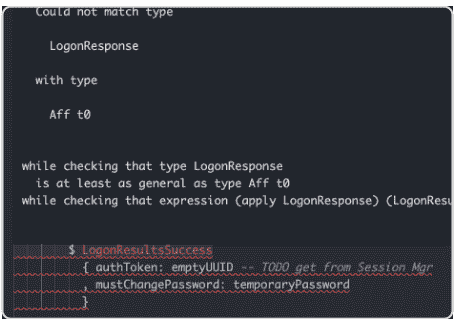 Could not match type
LogonResponse
with type
Aff t0
while checking that type LogonResponse
is at least as general as type Aff t0
while checking that expression (apply LogonResponse) (LogonResu
$ LogonResultsSuccess
{ authToken: emptyUUID -- TODO get from Session Mgr
, mustChangePassword: temporaryPassword
}